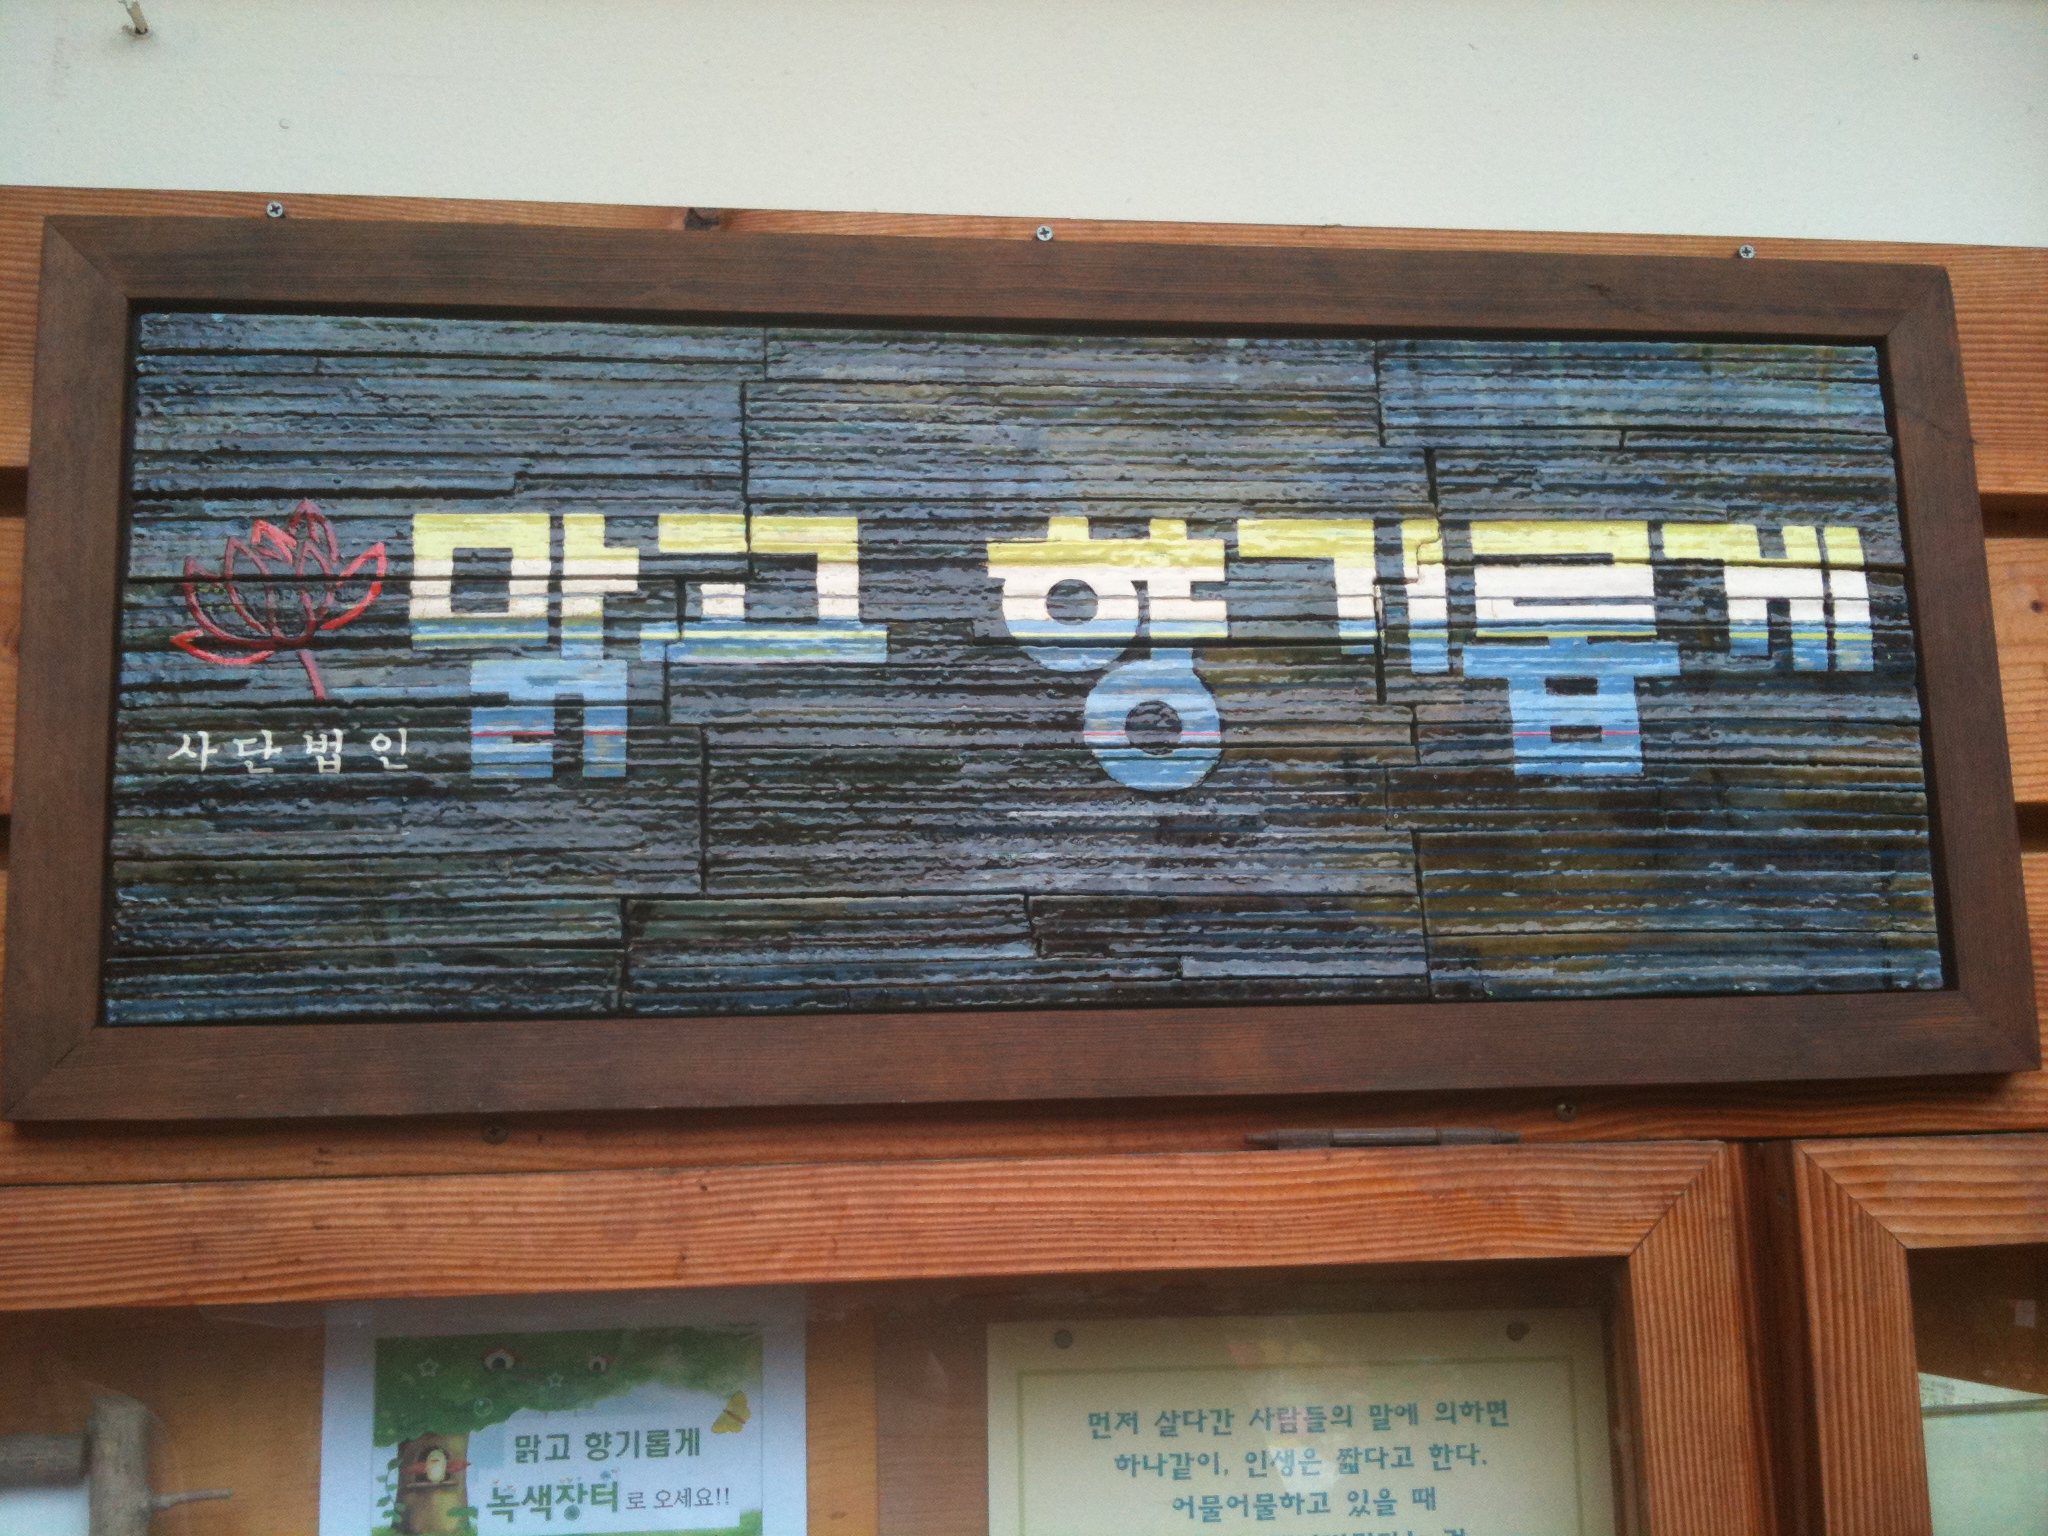 맑고 향기롭게
사단법인
맑고 향기롭게
녹색장터로 오세요!!
먼저 살다간 사람들의 말에 의하면
하나같이, 인생은 짧다고 한다.
어물어물하고 있을 때